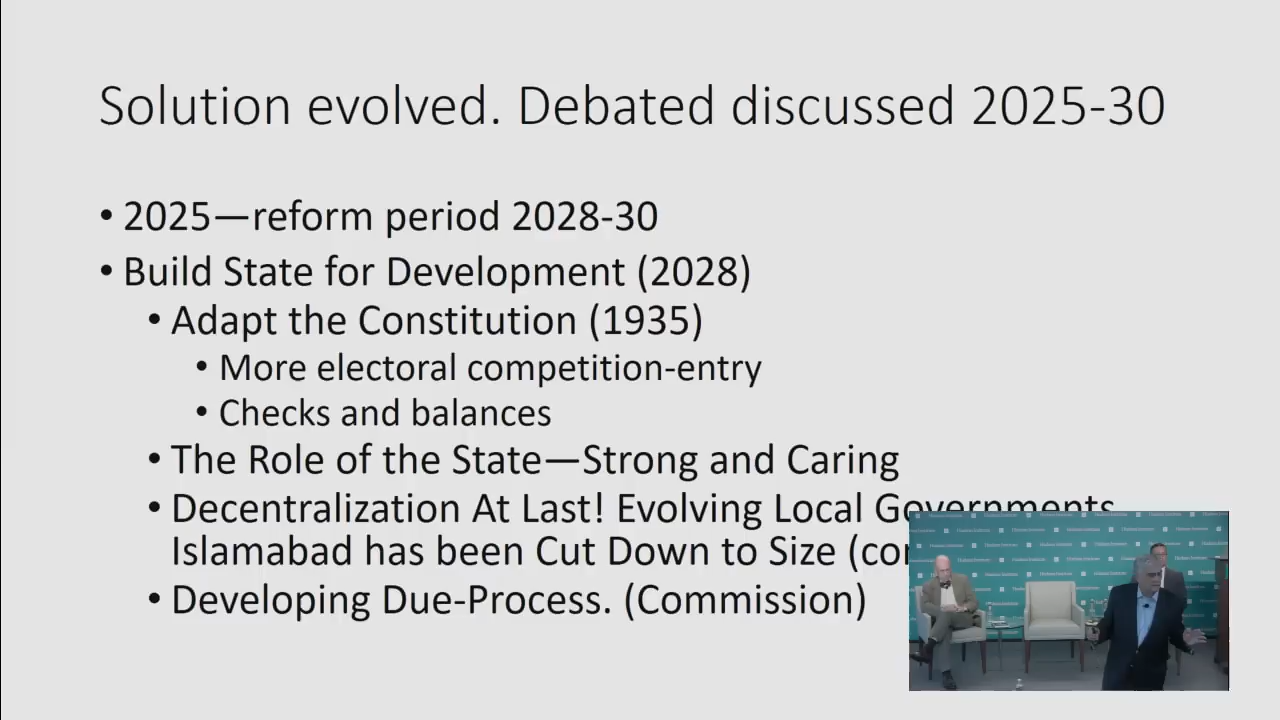 Solution evolved. Debated discussed 2025-30
• 2025—reform period 2028-30
• Build State for Development (2028)
• Adapt the Constitution (1935)
• More electoral competition-entry
• Checks and balances
• The Role of the State—Strong and Caring
• Decentralization At Last! Evolving Local Governments
Islamabad has been Cut Down to Size
• Developing Due-Process. (Commission)
Hudson Institute